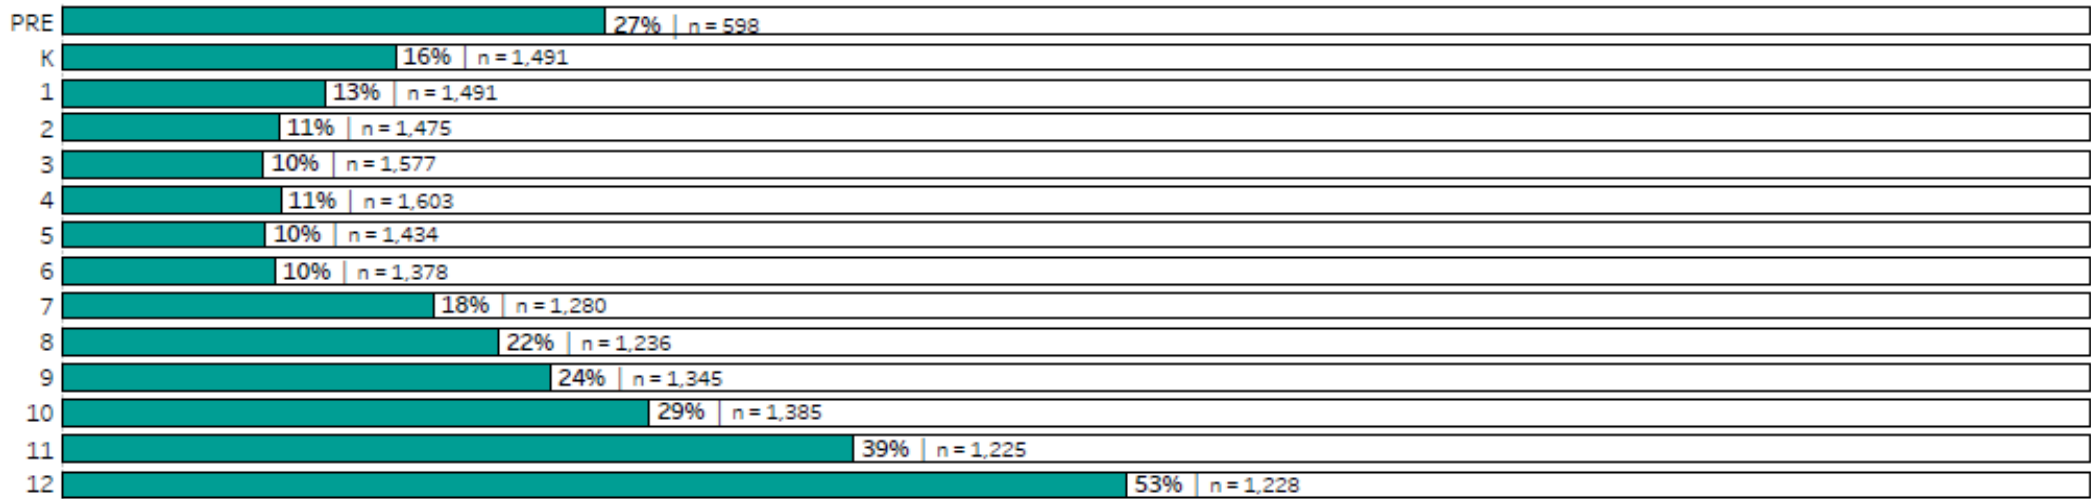 PRE 27% | n = 598
K 16% | n = 1,491
1 13% | n = 1,491
2 11% | n = 1,475
3 10% | n = 1,577
4 11% | n = 1,603
5 10% | n = 1,434
6 10% | n = 1,378
7 18% | n = 1,280
8 22% | n = 1,236
9 24% | n = 1,345
10 29% | n = 1,385
11 39% | n = 1,225
12 53% | n = 1,228